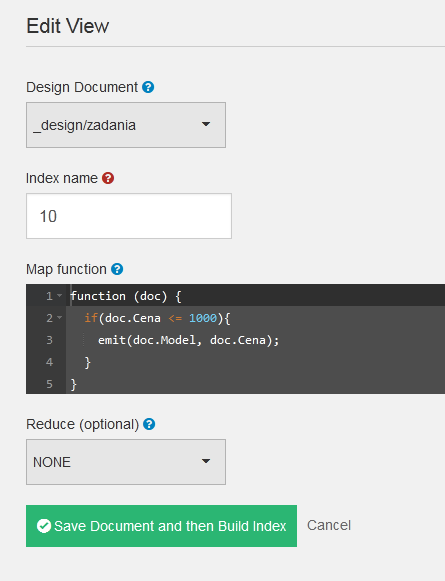 Edit View
Design Document
_design/zadania
Index name
10
Map function
1 function (doc) {
2 if(doc.Cena <= 1000){
3 emit(doc.Model, doc.Cena);
4 }
5 }
Reduce (optional)
NONE
Save Document and then Build Index Cancel